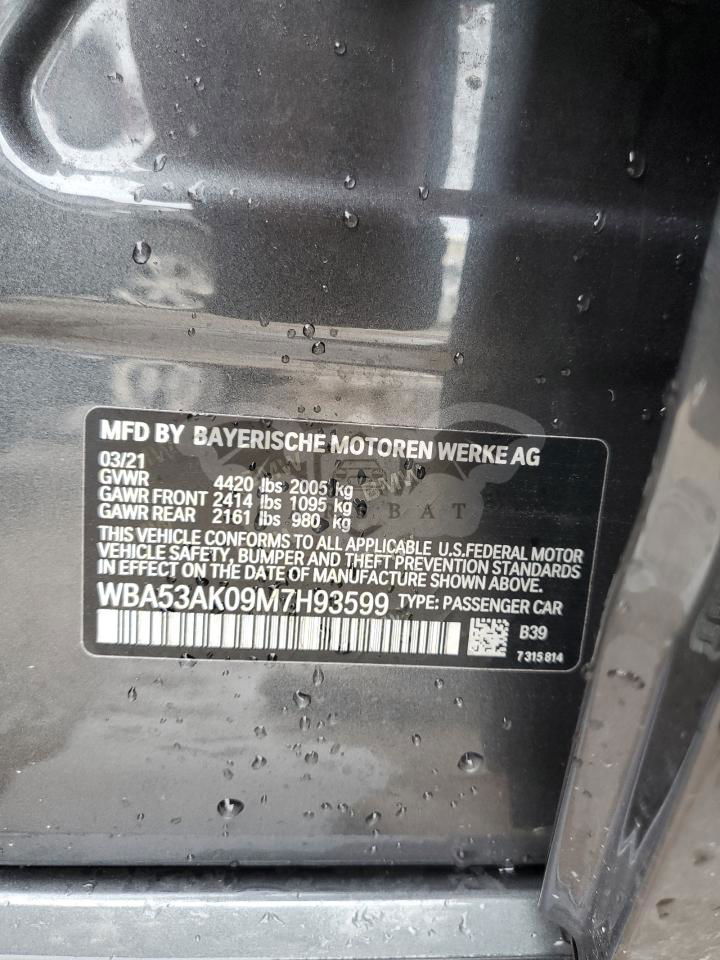 MFD BY BAYERISCHE MOTOREN WERKE AG
03/21
GVWR 4420 lbs 2005 kg
GAWR FRONT 2414 lbs 1095 kg
GAWR REAR 2161 lbs 980 kg
THIS VEHICLE CONFORMS TO ALL APPLICABLE U.S.FEDERAL MOTOR
VEHICLE SAFETY, BUMPER AND THEFT PREVENTION STANDARDS
IN EFFECT ON THE DATE OF MANUFACTURE SHOWN ABOVE.
WBA53AK09M7H93599 TYPE: PASSENGER CAR
B39
7 315 814
BMW